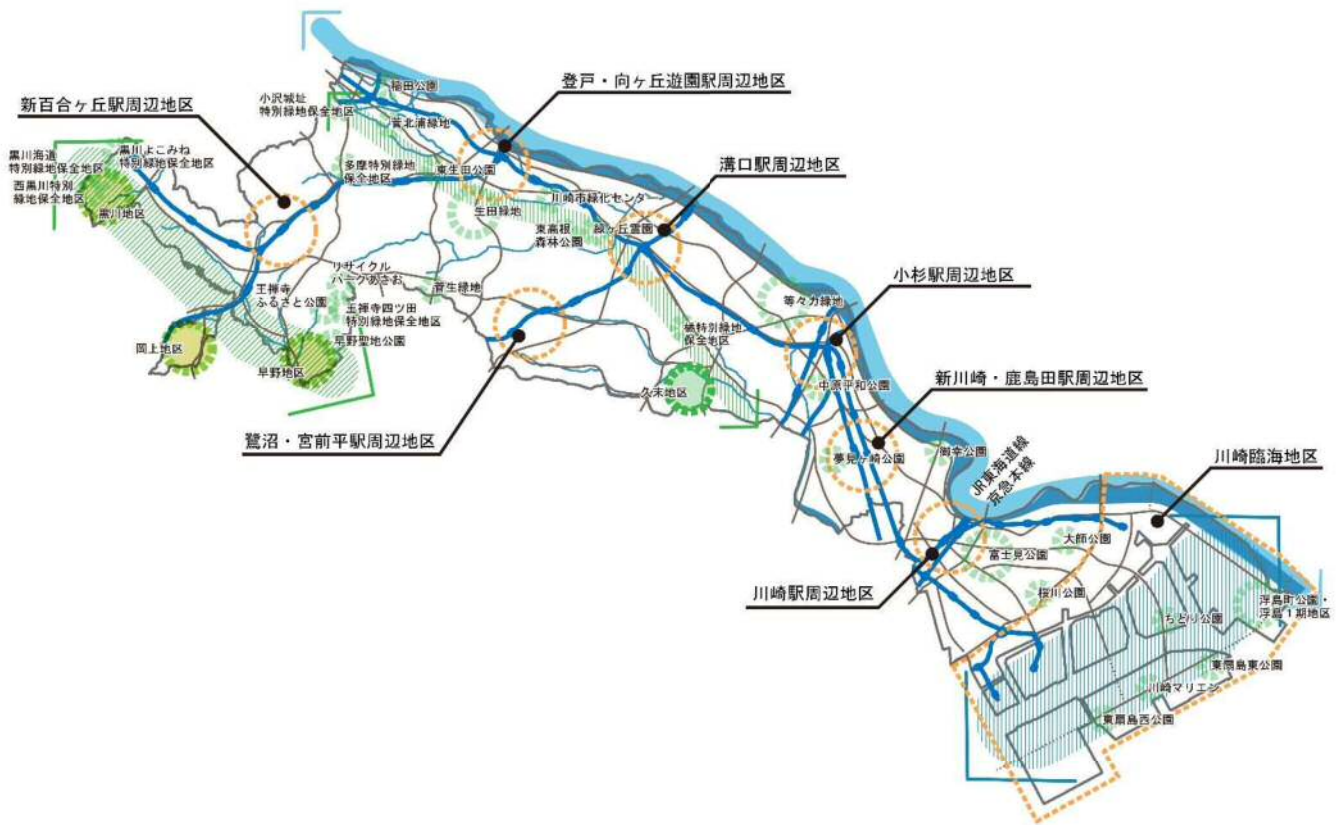 登戸・向ヶ丘遊園駅周辺地区
稲田公園
小沢城址
特別緑地保全地区
新百合ヶ丘駅周辺地区
菅北浦緑地
黒川海道
特別緑地保全地区
黒川よこみね
特別緑地保全地区
溝口駅周辺地区
多摩特別緑地
保全地区
東生田公園
西黒川特別
緑地保全地区
川崎市緑化センター
黒川地区
生田緑地
東高根
森林公園
緑ヶ丘霊園
小杉駅周辺地区
リサイクル
パークあさお
菅生緑地
王禅寺
ふるさと公園
等々力緑地
王禅寺四ツ田
特別緑地保全地区
橘特別緑地
保全地区
早野聖地公園
岡上地区
早野地区
新川崎・鹿島田駅周辺地区
中原平和公園
久末地区
鷺沼・宮前平駅周辺地区
夢見ヶ崎公園
御幸公園
JR東海道線
京急本線
川崎臨海地区
大師公園
富士見公園
川崎駅周辺地区
桜川公園
浮島町公園・
浮島1期地区
ちどり公園
東扇島東公園
川崎マリエン
東扇島西公園